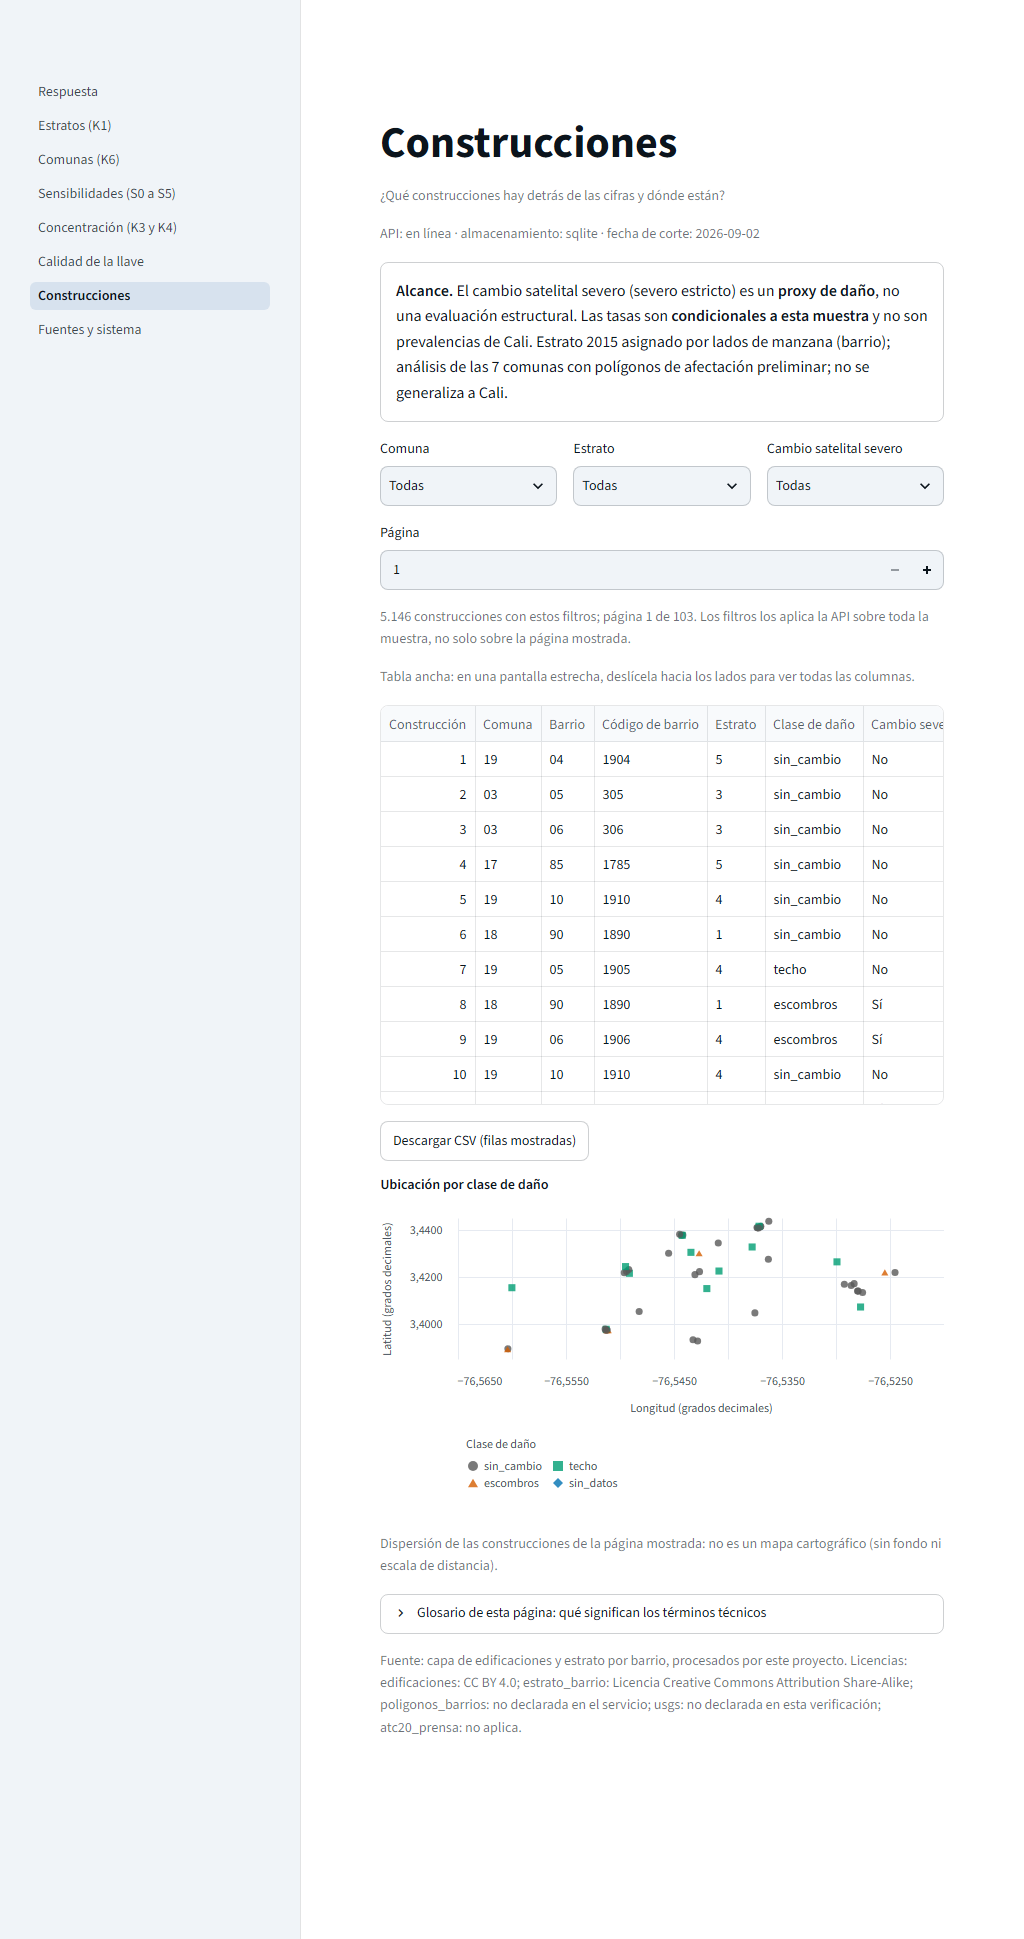 Respuesta
Estratos (K1)
Comunas (K6)
Sensibilidades (S0 a S5)
Concentración (K3 y K4)
Calidad de la llave
Construcciones
Fuentes y sistema
Construcciones
¿Qué construcciones hay detrás de las cifras y dónde están?
API: en línea · almacenamiento: sqlite · fecha de corte: 2026-09-02
Alcance. El cambio satelital severo (severo estricto) es un proxy de daño, no
una evaluación estructural. Las tasas son condicionales a esta muestra y no son
prevalencias de Cali. Estrato 2015 asignado por lados de manzana (barrio);
análisis de las 7 comunas con polígonos de afectación preliminar; no se
generaliza a Cali.
Comuna Estrato Cambio satelital severo
Todas Todas Todas
Página
1
5.146 construcciones con estos filtros; página 1 de 103. Los filtros los aplica la API sobre toda la
muestra, no solo sobre la página mostrada.
Tabla ancha: en una pantalla estrecha, deslícela hacia los lados para ver todas las columnas.
Construcción Comuna Barrio Código de barrio Estrato Clase de daño Cambio seve
1 19 04 1904 5 sin_cambio No
2 03 05 305 3 sin_cambio No
3 03 06 306 3 sin_cambio No
4 17 85 1785 5 sin_cambio No
5 19 10 1910 4 sin_cambio No
6 18 90 1890 1 sin_cambio No
7 19 05 1905 4 techo No
8 18 90 1890 1 escombros Sí
9 19 06 1906 4 escombros Sí
10 19 10 1910 4 sin_cambio No
Descargar CSV (filas mostradas)
Ubicación por clase de daño
Latitud (grados decimales)
3,4400
3,4200
3,4000
−76,5650 −76,5550 −76,5450 −76,5350 −76,5250
Longitud (grados decimales)
Clase de daño
sin_cambio techo
escombros sin_datos
Dispersión de las construcciones de la página mostrada: no es un mapa cartográfico (sin fondo ni
escala de distancia).
Glosario de esta página: qué significan los términos técnicos
Fuente: capa de edificaciones y estrato por barrio, procesados por este proyecto. Licencias:
edificaciones: CC BY 4.0; estrato_barrio: Licencia Creative Commons Attribution Share-Alike;
poligonos_barrios: no declarada en el servicio; usgs: no declarada en esta verificación;
atc20_prensa: no aplica.